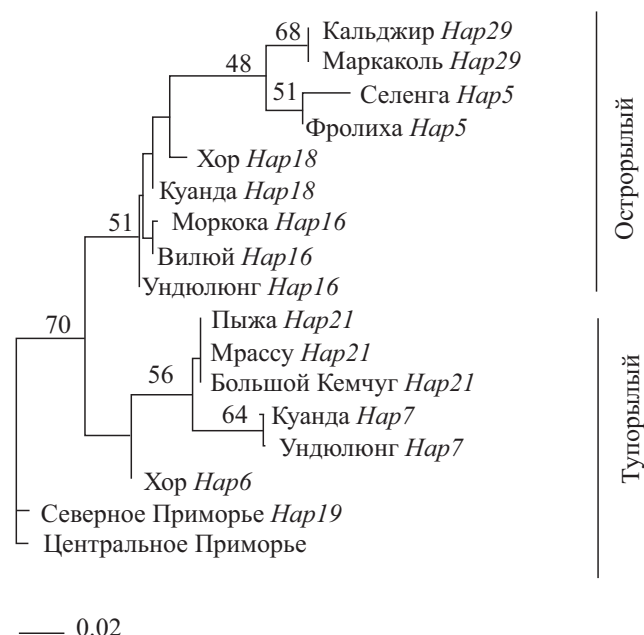 68
Кальджир Hap29
Маркаколь Hap29
48
51
Селенга Hap5
Фролиха Hap5
Хор Hap18
Куанда Hap18
51
Моркока Hap16
Вилюй Hap16
Ундюлюнг Hap16
Острорылый
70
Пыжа Hap21
Мрассу Hap21
56
Большой Кемчуг Hap21
64
Куанда Hap7
Ундюлюнг Hap7
Хор Hap6
Северное Приморье Hap19
Центральное Приморье
Тупорылый
0.02